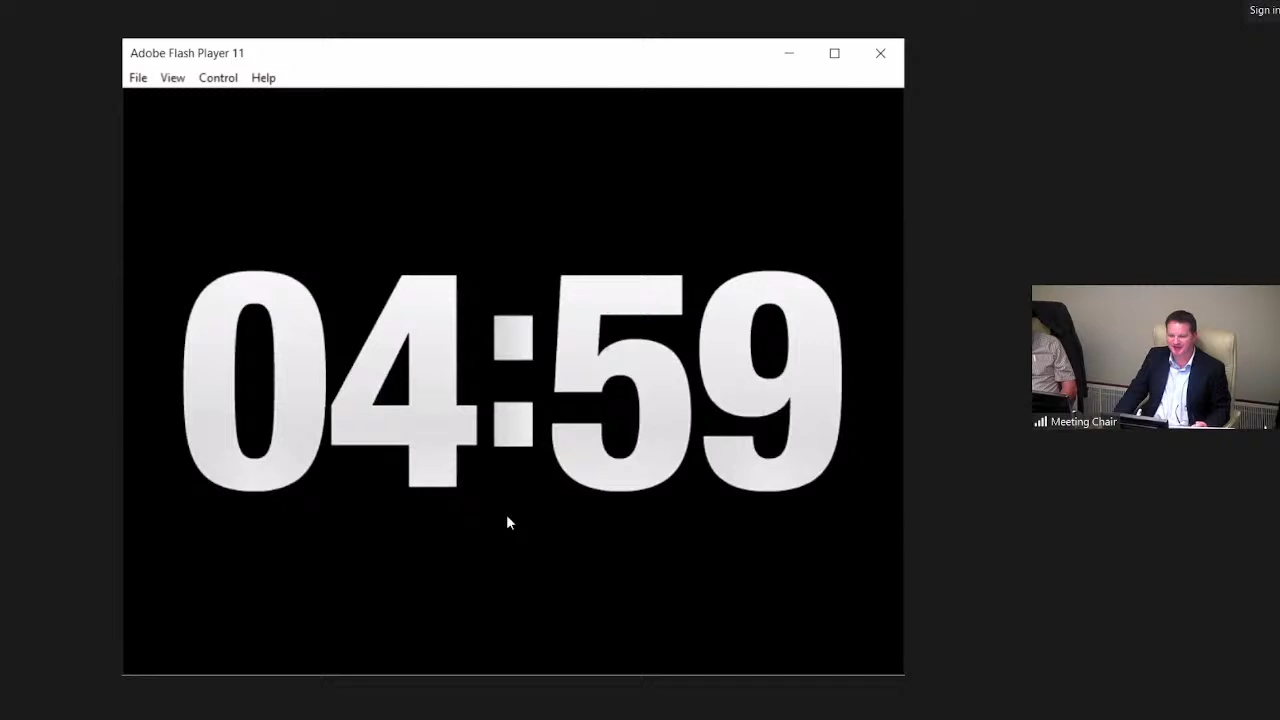 Sign in
Adobe Flash Player 11
File View Control Help
04:59
Meeting Chair